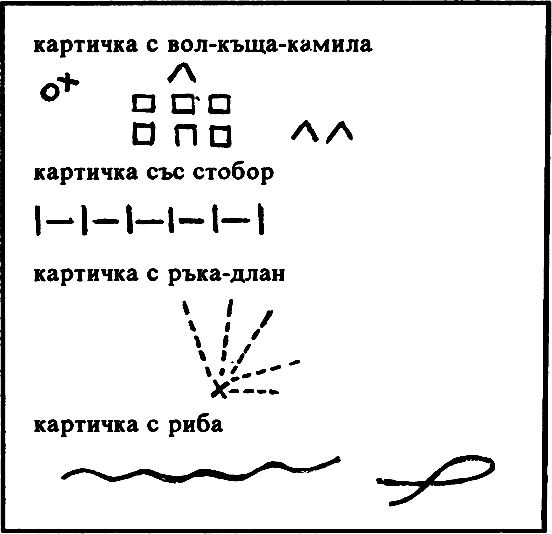 картичка с вол-къща-камила
картичка със стобор
картичка с ръка-длан
картичка с риба